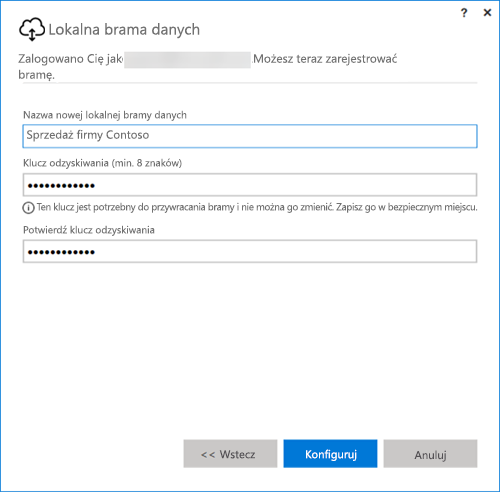 ? ×
Lokalna brama danych
Zalogowano Cię jako .Możesz teraz zarejestrować
bramę.
Nazwa nowej lokalnej bramy danych
Sprzedaż firmy Contoso
Klucz odzyskiwania (min. 8 znaków)
••••••••••••
Ten klucz jest potrzebny do przywracania bramy i nie można go zmienić. Zapisz go w bezpiecznym miejscu.
Potwierdź klucz odzyskiwania
••••••••••••
<< Wstecz Konfiguruj Anuluj